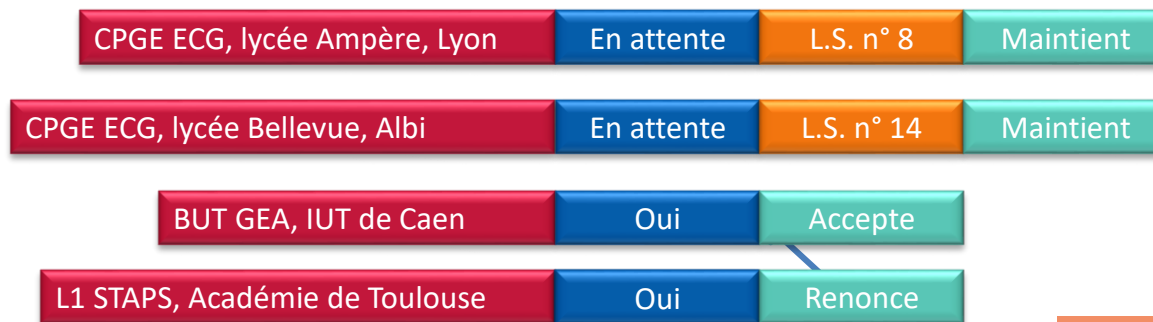 CPGE ECG, lycée Ampère, Lyon En attente L.S. n° 8 Maintient
CPGE ECG, lycée Bellevue, Albi En attente L.S. n° 14 Maintient
BUT GEA, IUT de Caen Oui Accepte
L1 STAPS, Académie de Toulouse Oui Renonce